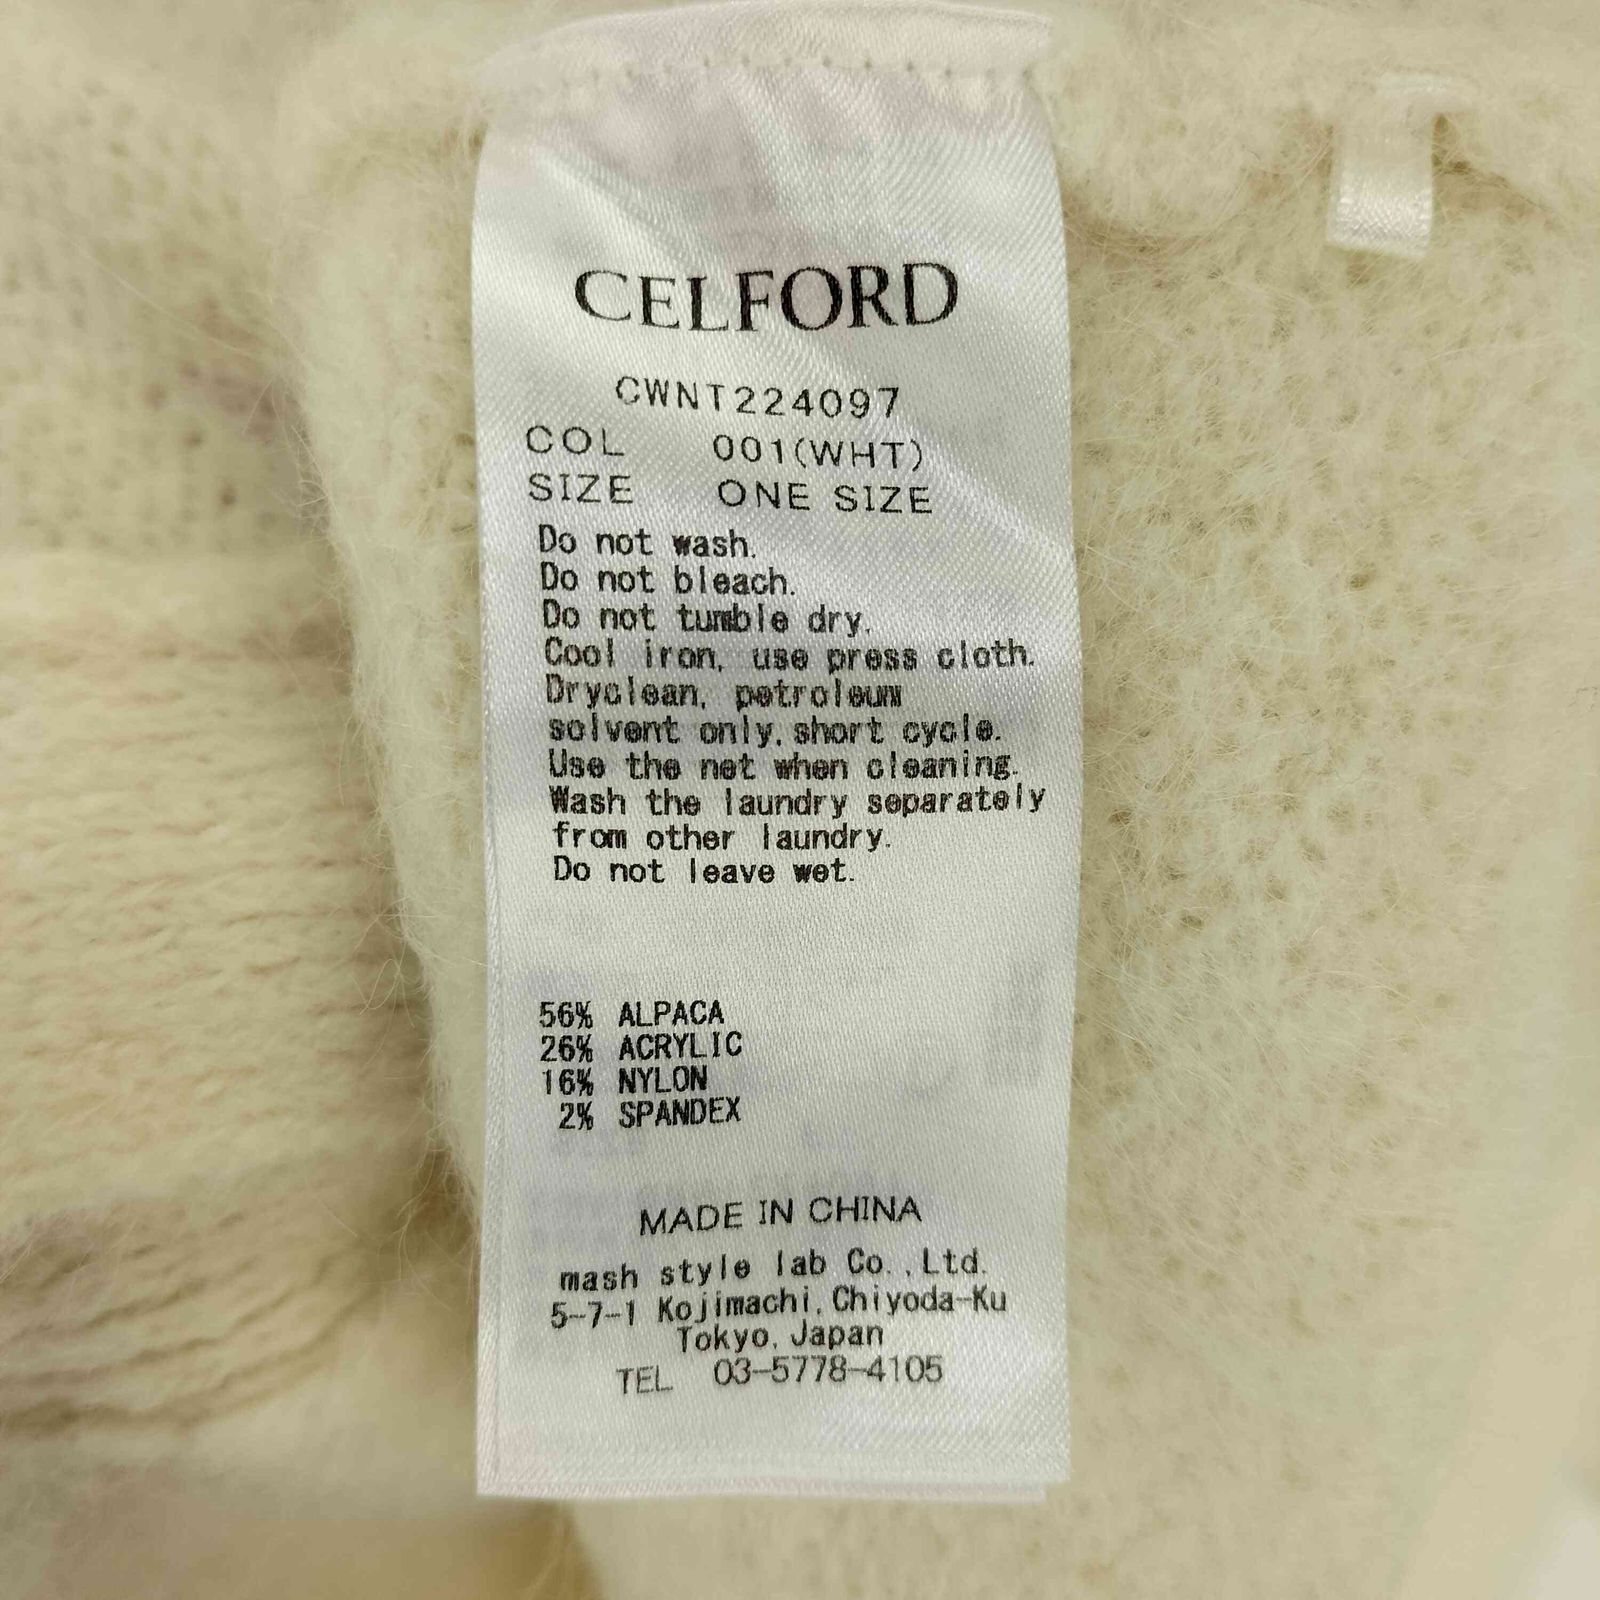 CELFORD
CWNT224097
COL 001(WHT)
SIZE ONE SIZE
Do not wash.
Do not bleach.
Do not tumble dry.
Cool iron, use press cloth.
Dryclean, petroleum
solvent only, short cycle.
Use the net when cleaning.
Wash the laundry separately
from other laundry.
Do not leave wet.
56% ALPACA
26% ACRYLIC
16% NYLON
2% SPANDEX
MADE IN CHINA
mash style lab Co.,Ltd.
5-7-1 Kojimachi,Chiyoda-Ku
Tokyo,Japan
TEL 03-5778-4105